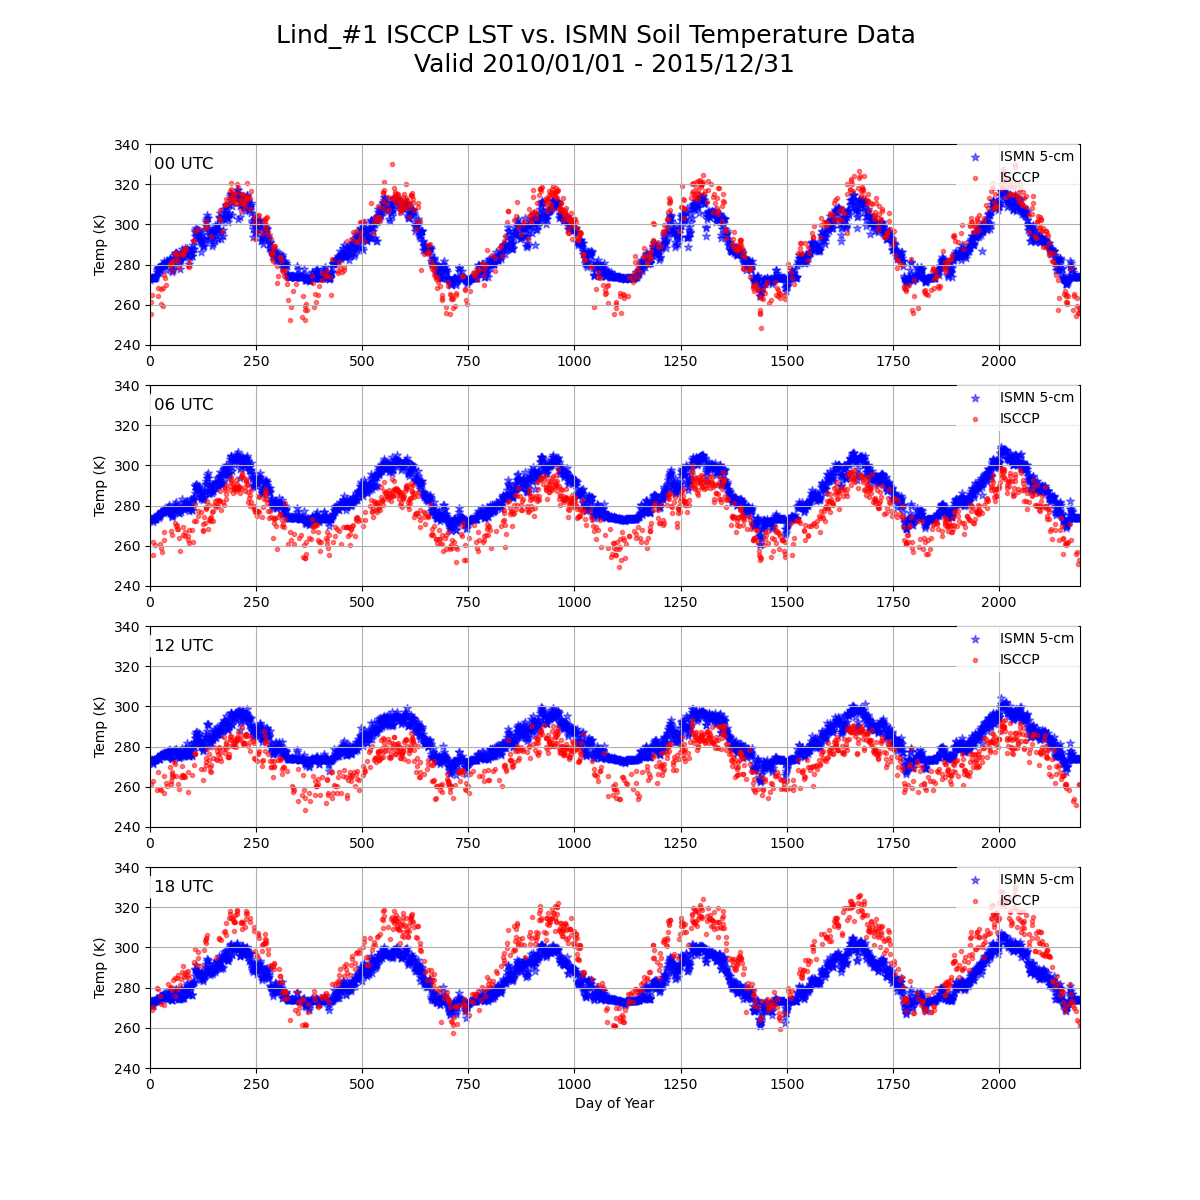 Lind_#1 ISCCP LST vs. ISMN Soil Temperature Data
Valid 2010/01/01 - 2015/12/31
340
320
300
280
260
240
Temp (K)
00 UTC
ISMN 5-cm
ISCCP
0 250 500 750 1000 1250 1500 1750 2000
340
320
300
280
260
240
Temp (K)
06 UTC
ISMN 5-cm
ISCCP
0 250 500 750 1000 1250 1500 1750 2000
340
320
300
280
260
240
Temp (K)
12 UTC
ISMN 5-cm
ISCCP
0 250 500 750 1000 1250 1500 1750 2000
340
320
300
280
260
240
Temp (K)
18 UTC
ISMN 5-cm
ISCCP
0 250 500 750 1000 1250 1500 1750 2000
Day of Year